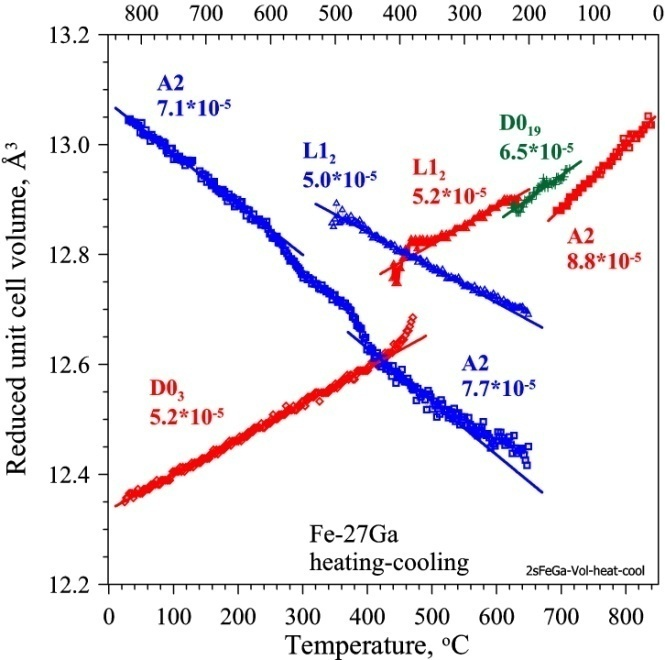 800 700 600 500 400 300 200 100 0
13.2
13.0
12.8
12.6
12.4
12.2
Reduced unit cell volume, Å³
A2
7.1*10⁻⁵
L1₂
5.0*10⁻⁵
L1₂
5.2*10⁻⁵
D0₁₉
6.5*10⁻⁵
A2
8.8*10⁻⁵
D0₃
5.2*10⁻⁵
A2
7.7*10⁻⁵
Fe-27Ga
heating-cooling
2sFeGa-Vol-heat-cool
0 100 200 300 400 500 600 700 800
Temperature, °C